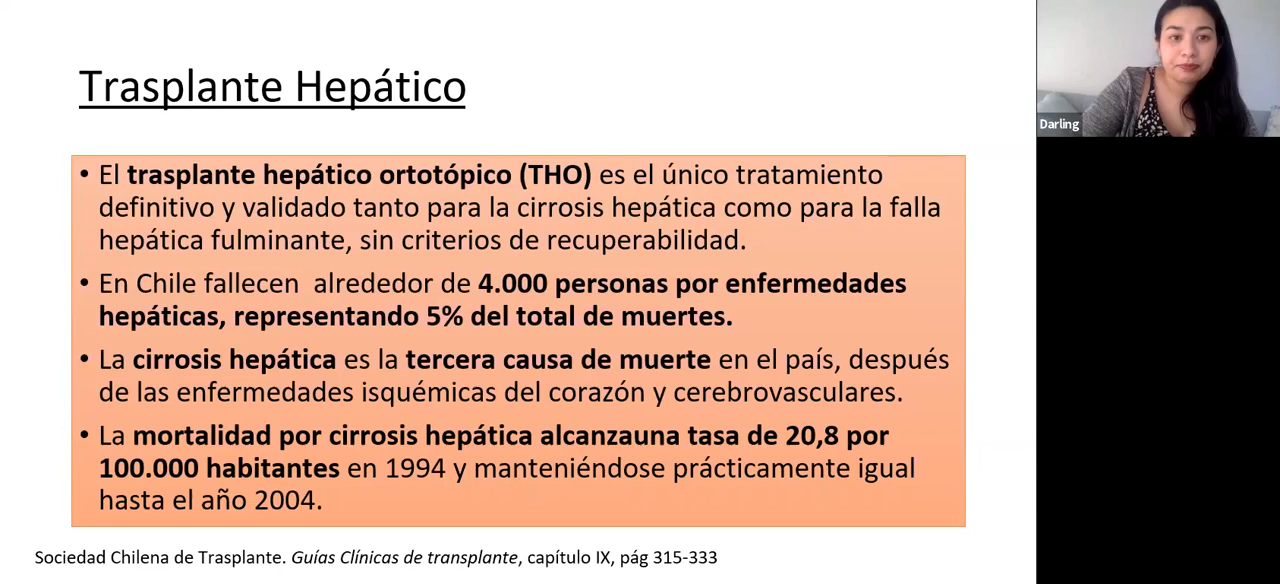 Trasplante Hepático
Darling
• El trasplante hepático ortotópico (THO) es el único tratamiento
definitivo y validado tanto para la cirrosis hepática como para la falla
hepática fulminante, sin criterios de recuperabilidad.
• En Chile fallecen  alrededor de 4.000 personas por enfermedades
hepáticas, representando 5% del total de muertes.
• La cirrosis hepática es la tercera causa de muerte en el país, después
de las enfermedades isquémicas del corazón y cerebrovasculares.
• La mortalidad por cirrosis hepática alcanzauna tasa de 20,8 por
100.000 habitantes en 1994 y manteniéndose prácticamente igual
hasta el año 2004.
Sociedad Chilena de Trasplante. Guías Clínicas de transplante, capítulo IX, pág 315-333